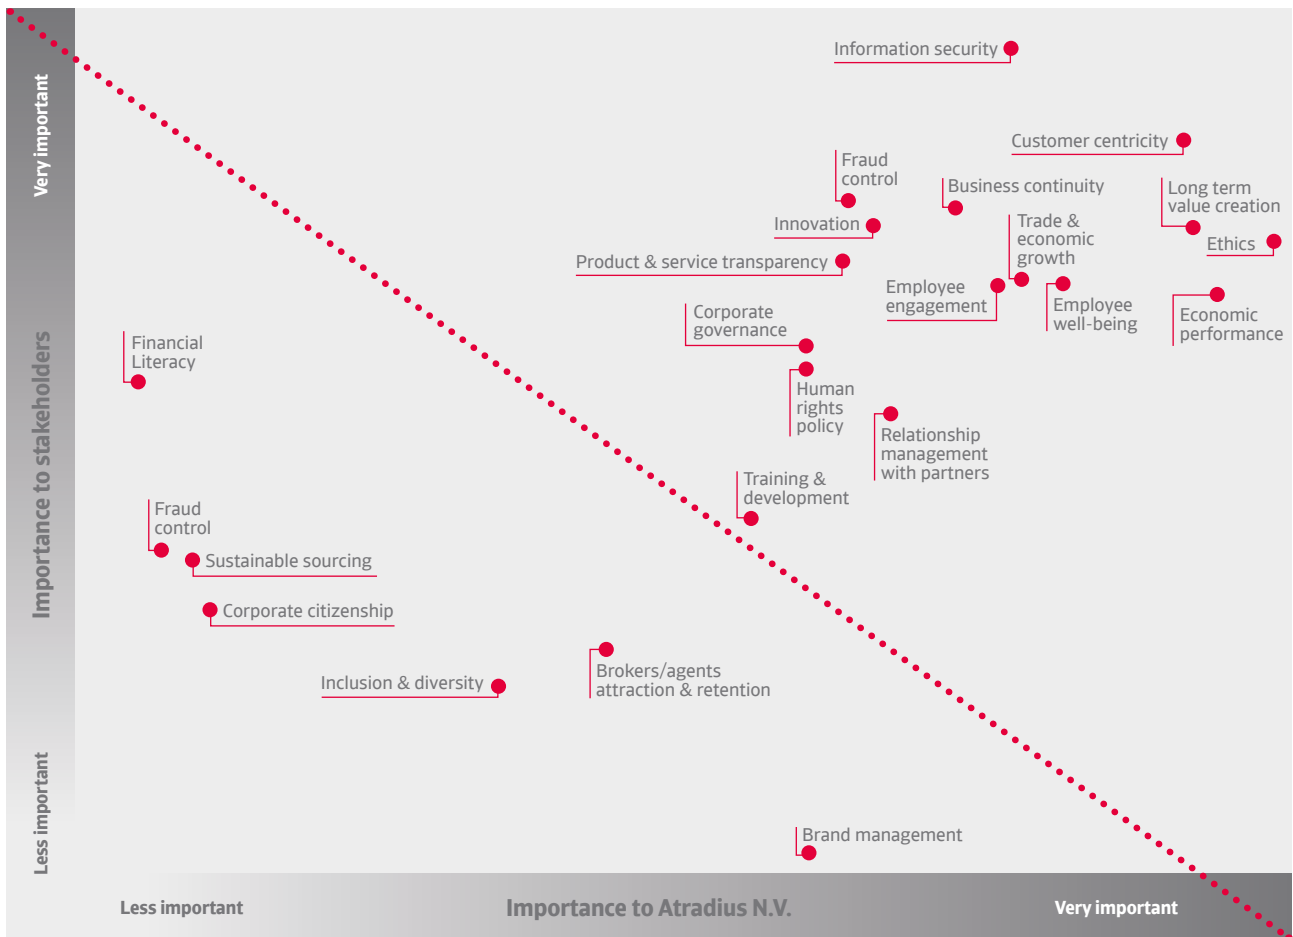 Information security
Very important
Customer centricity
Fraud
control
Business continuity
Long term
value creation
Innovation
Trade &
economic
growth
Ethics
Product & service transparency
Employee
engagement
Employee
well-being
Economic
performance
Corporate
governance
Importance to stakeholders
Financial
Literacy
Human
rights
policy
Relationship
management
with partners
Training &
development
Fraud
control
Sustainable sourcing
Corporate citizenship
Brokers/agents
attraction & retention
Inclusion & diversity
Less important
Brand management
Less important
Importance to Atradius N.V.
Very important